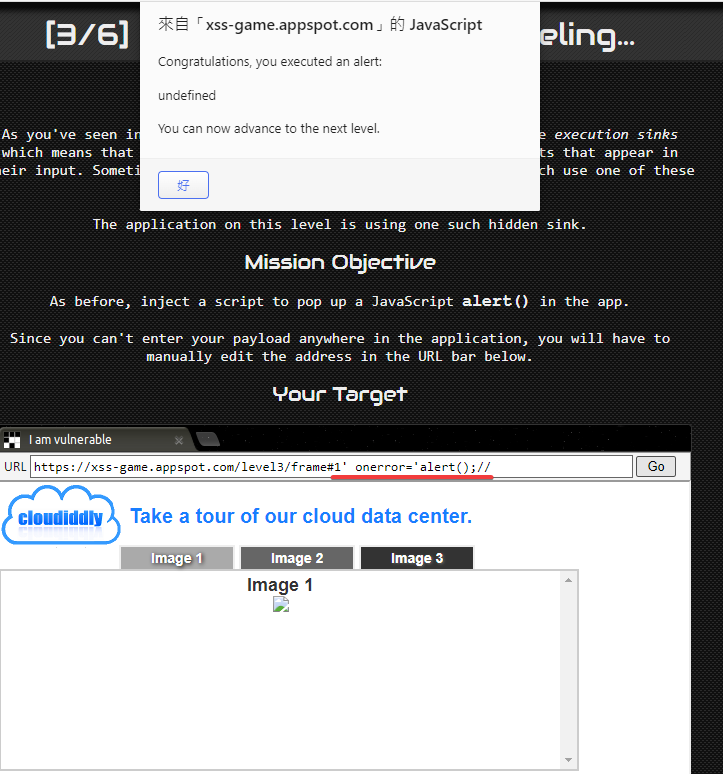 來自「xss-game.appspot.com」的 JavaScript
Congratulations, you executed an alert:
undefined
You can now advance to the next level.
好
[3/6] eling...
As you've seen in e execution sinks
which means that ts that appear in
heir input. Someti ch use one of these
The application on this level is using one such hidden sink.
Mission Objective
As before, inject a script to pop up a JavaScript alert() in the app.
Since you can't enter your payload anywhere in the application, you will have to
manually edit the address in the URL bar below.
Your Target
I am vulnerable
URL https://xss-game.appspot.com/level3/frame#1' onerror='alert();// Go
cloudiddly Take a tour of our cloud data center.
Image 1 Image 2 Image 3
Image 1